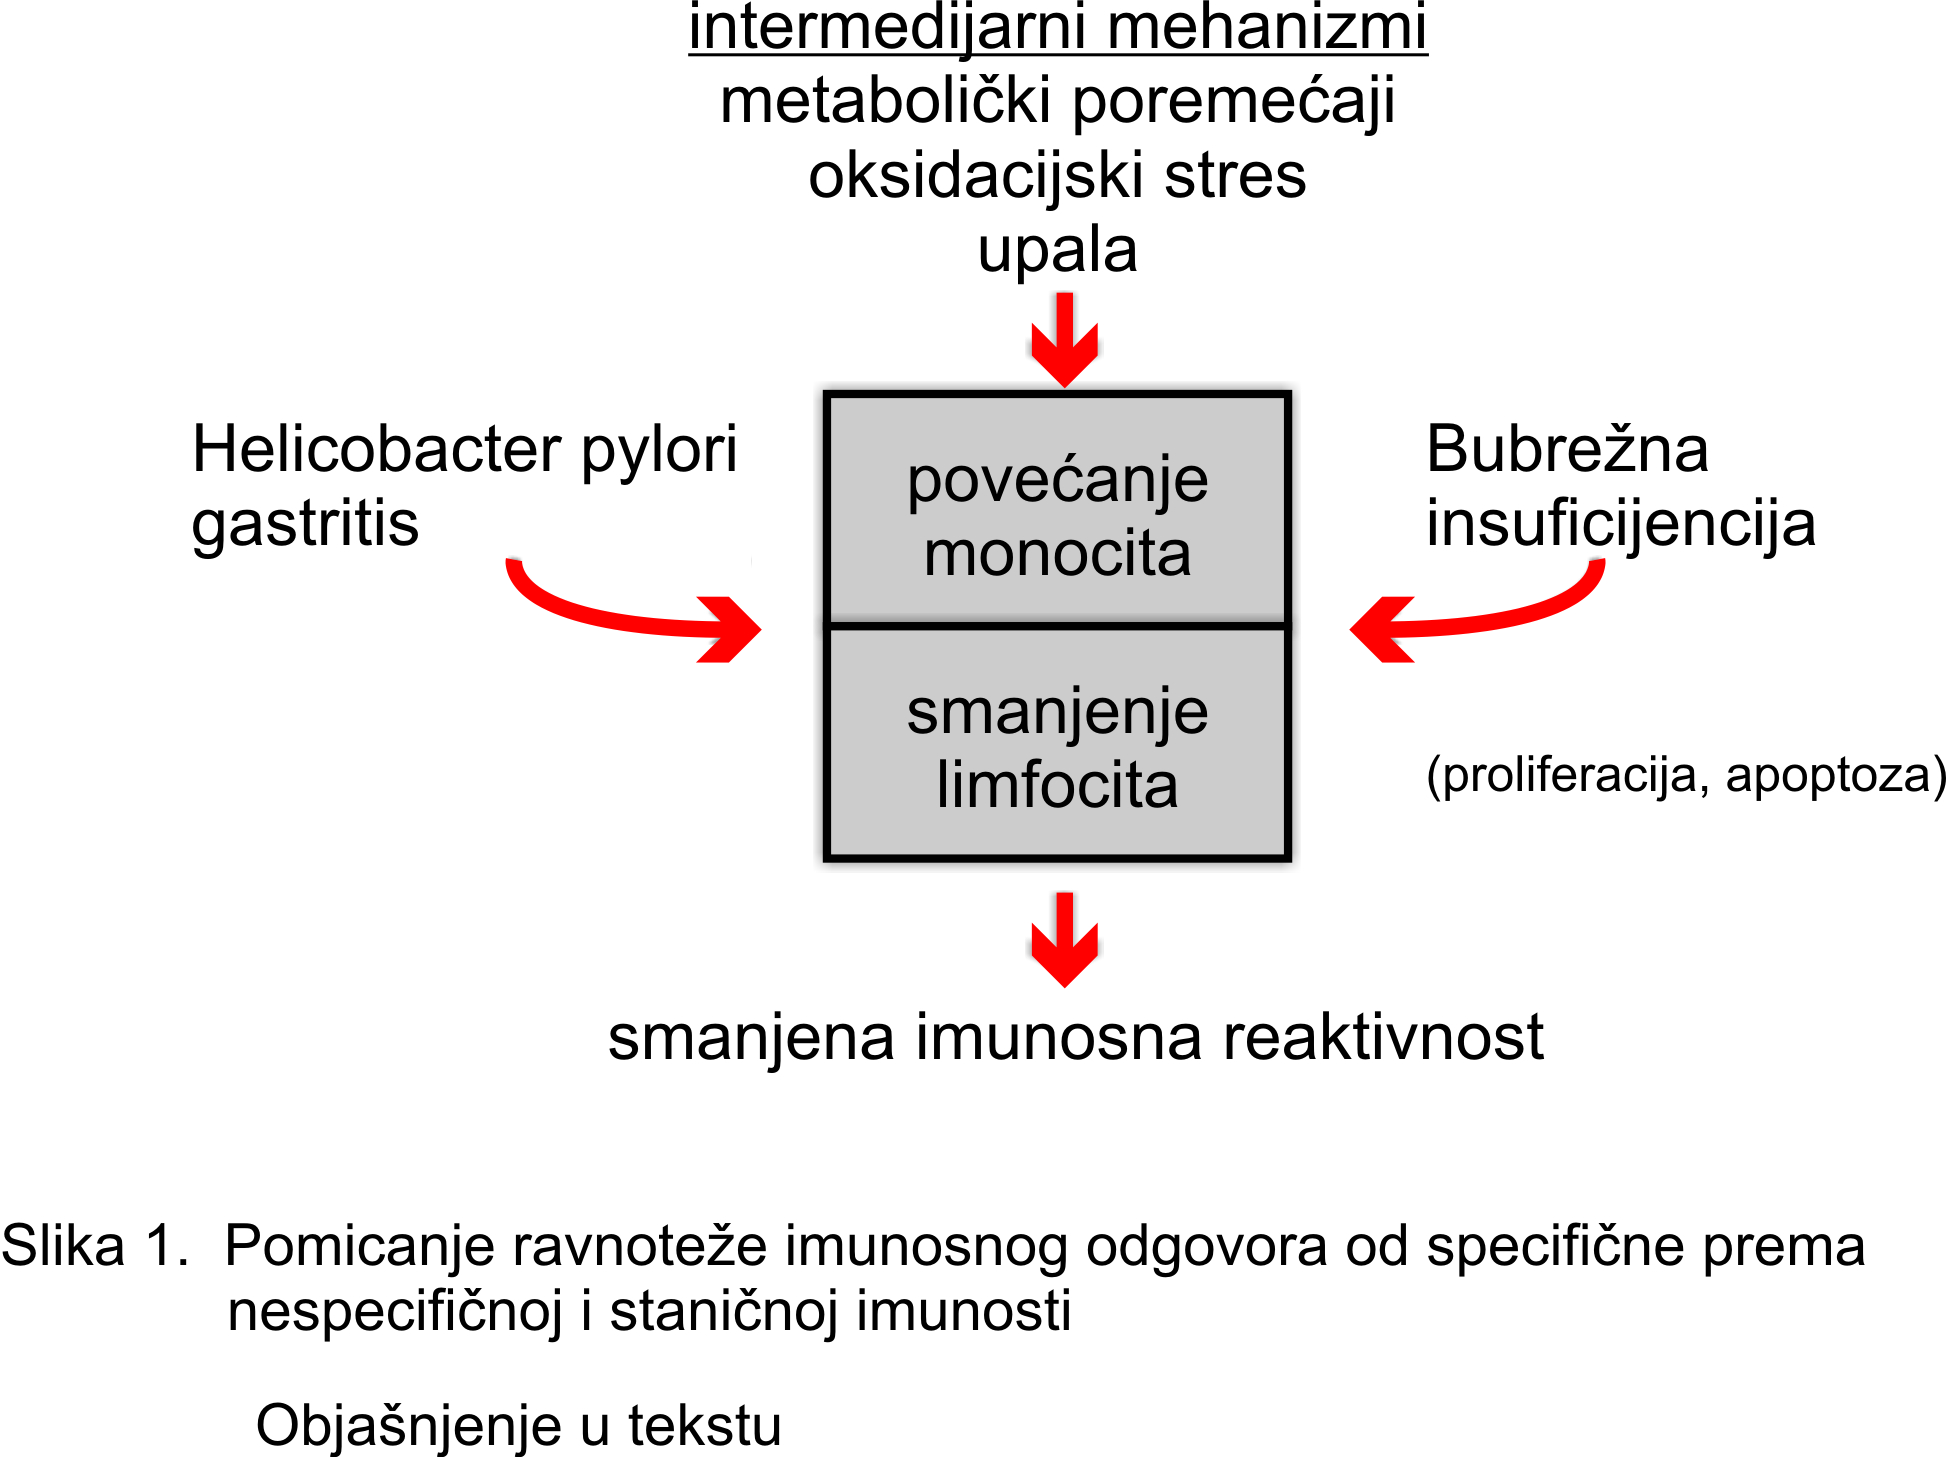 intermedijarni mehanizmi
metabolički poremećaji
oksidacijski stres
upala
Helicobacter pylori
gastritis
povećanje
monocita
Bubrežna
insuficijencija
smanjenje
limfocita
(proliferacija, apoptoza)
smanjena imunosna reaktivnost
Slika 1. Pomicanje ravnoteže imunosnog odgovora od specifične prema
nespecifičnoj i staničnoj imunosti
Objašnjenje u tekstu